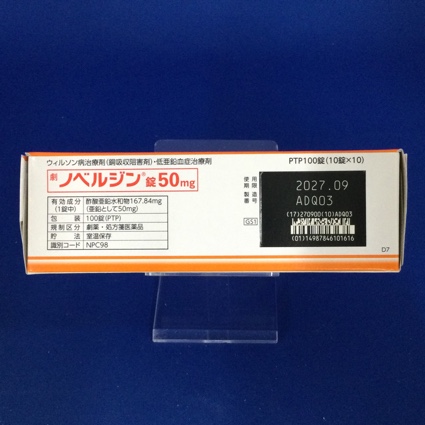 ウィルソン病治療剤(銅吸収阻害剤)・低亜鉛血症治療剤
PTP100錠(10錠×10)
劇 ノベルジン®錠50mg
有効成分 酢酸亜鉛水和物167.84mg
(1錠中) (亜鉛として50mg)
包装 100錠(PTP)
規制区分 劇薬・処方箋医薬品
貯法 室温保存
識別コード NPC98
使用期限
2027.09
製造番号
ADQ03
GS1
(17)270900(10)ADQ03
(01)14987846101616
07